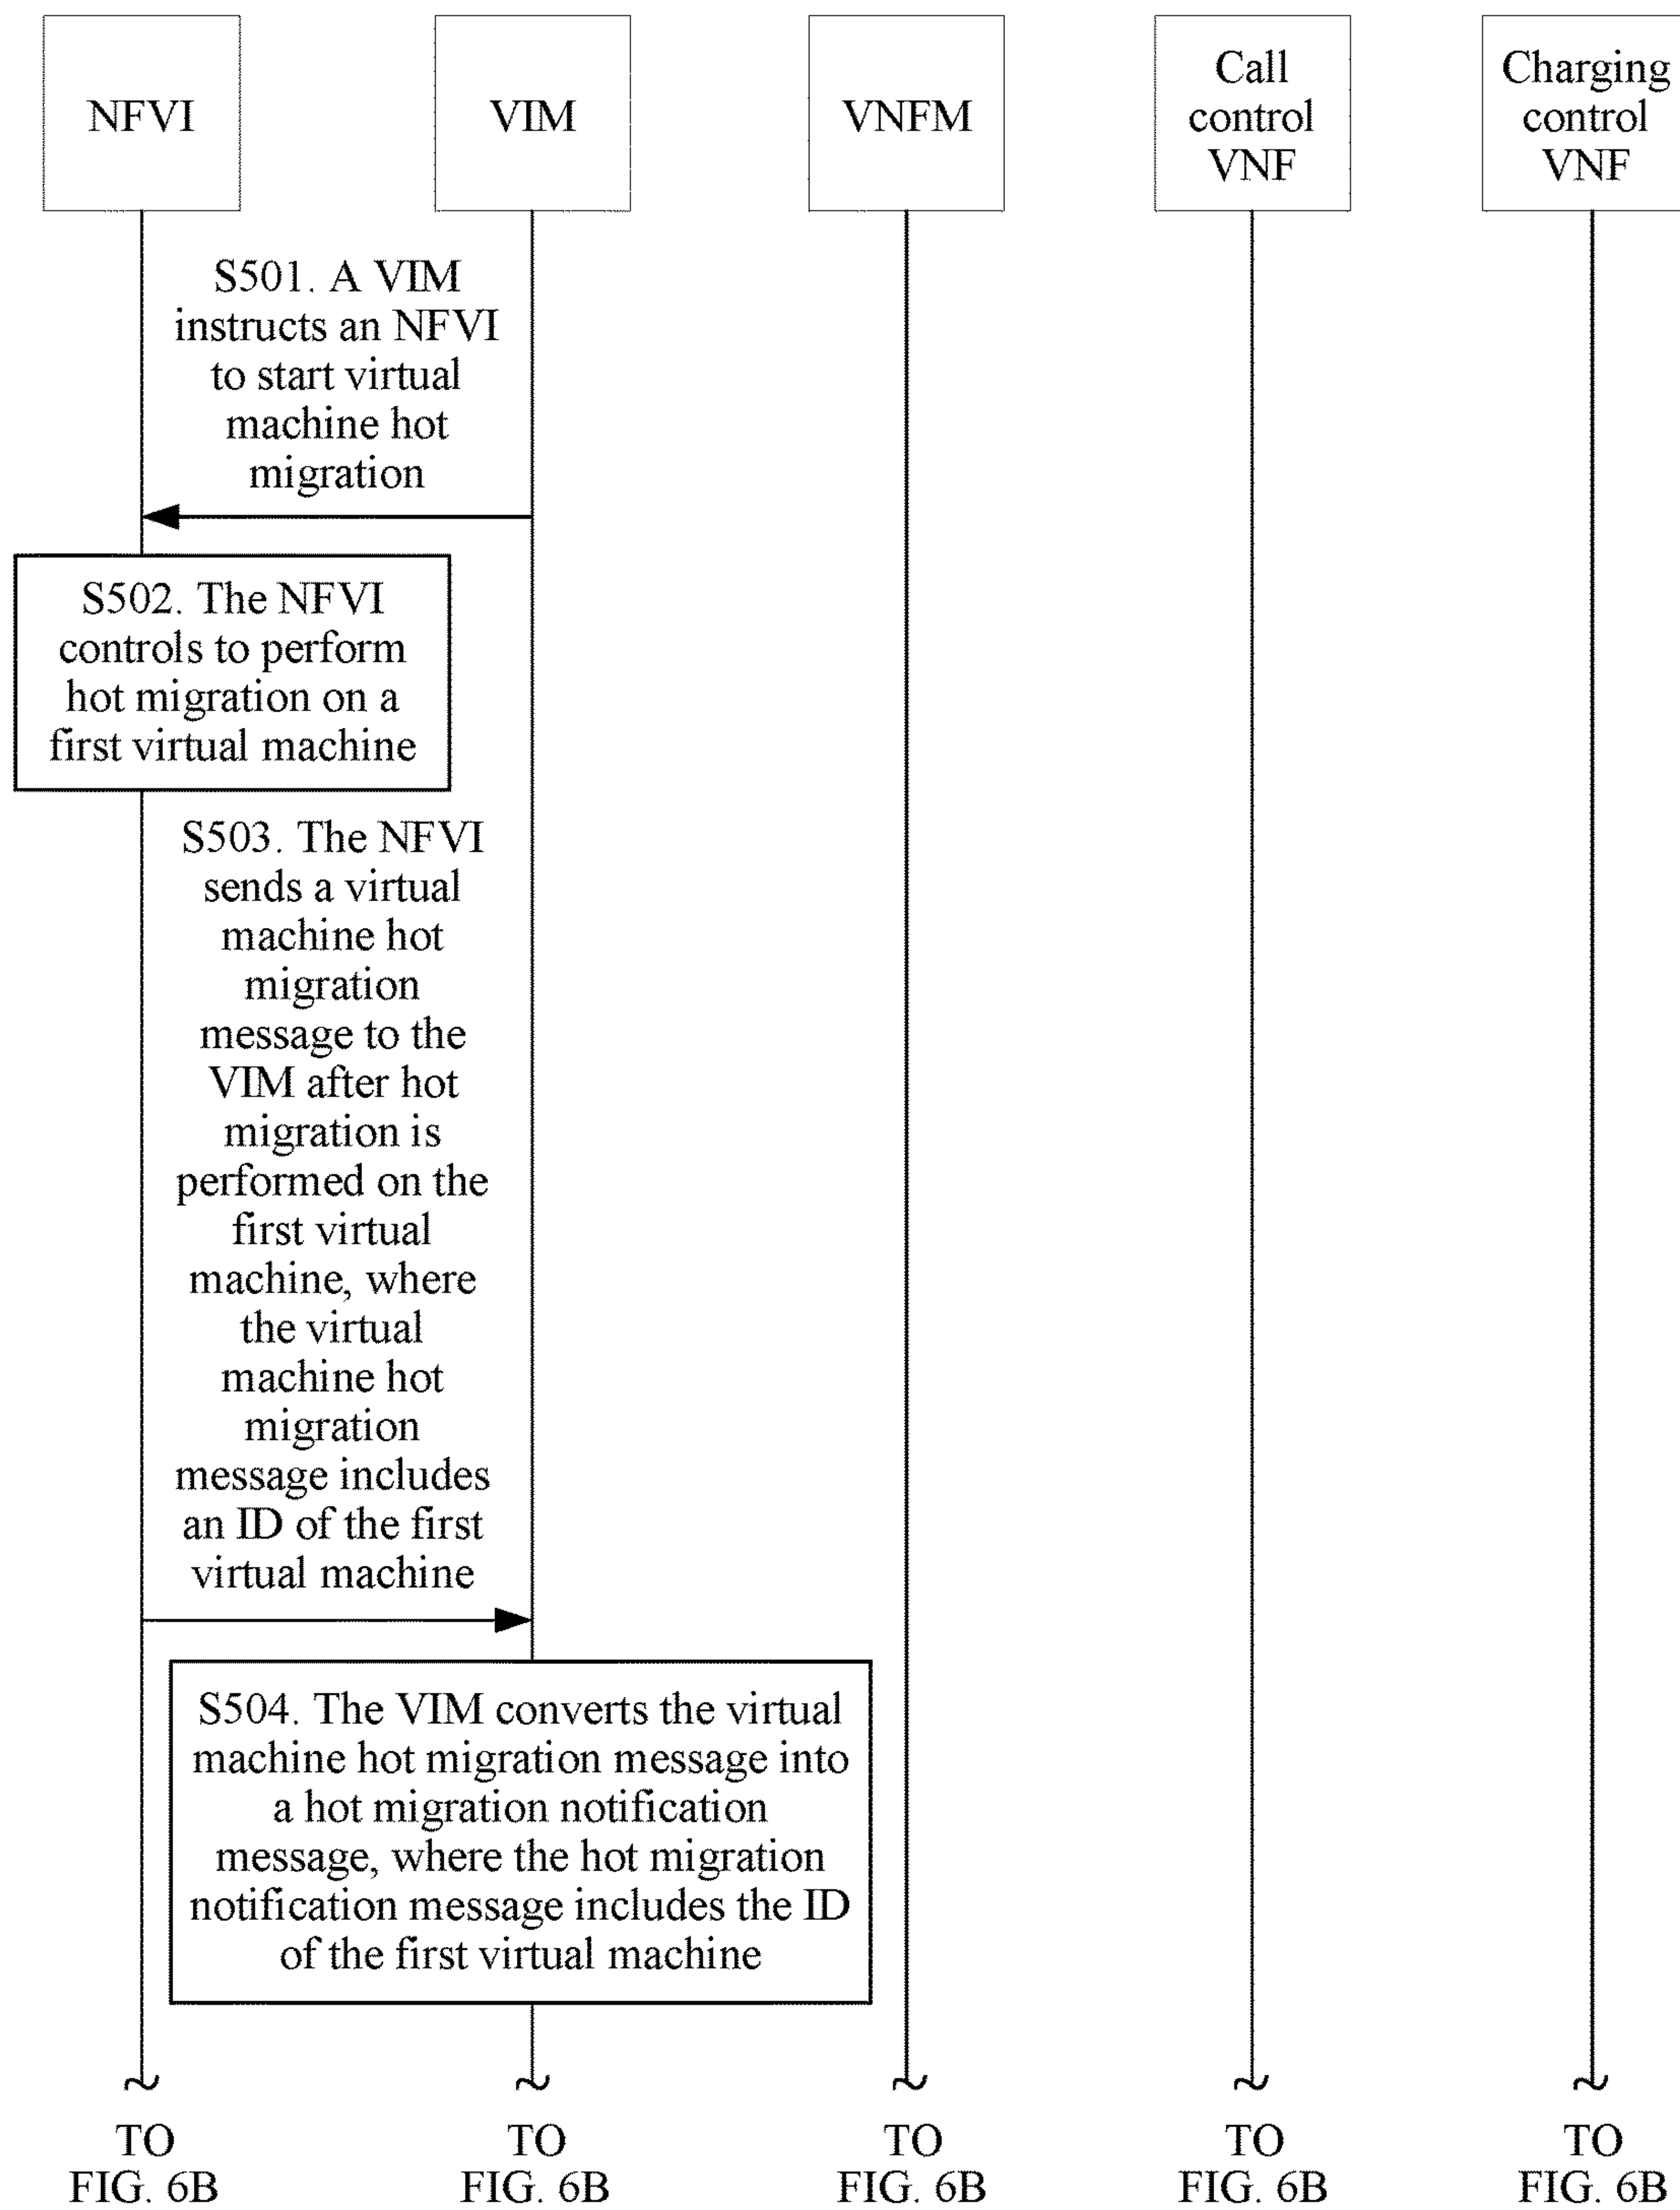 NFVI
VIM
VNFM
Call
control
VNF
Charging
control
VNF
S501. A VIM
instructs an NFVI
to start virtual
machine hot
migration
S502. The NFVI
controls to perform
hot migration on a
first virtual machine
S503. The NFVI
sends a virtual
machine hot
migration
message to the
VIM after hot
migration is
performed on the
first virtual
machine, where
the virtual
machine hot
migration
message includes
an ID of the first
virtual machine
S504. The VIM converts the virtual
machine hot migration message into
a hot migration notification
message, where the hot migration
notification message includes the ID
of the first virtual machine
TO
FIG. 6B
TO
FIG. 6B
TO
FIG. 6B
TO
FIG. 6B
TO
FIG. 6B